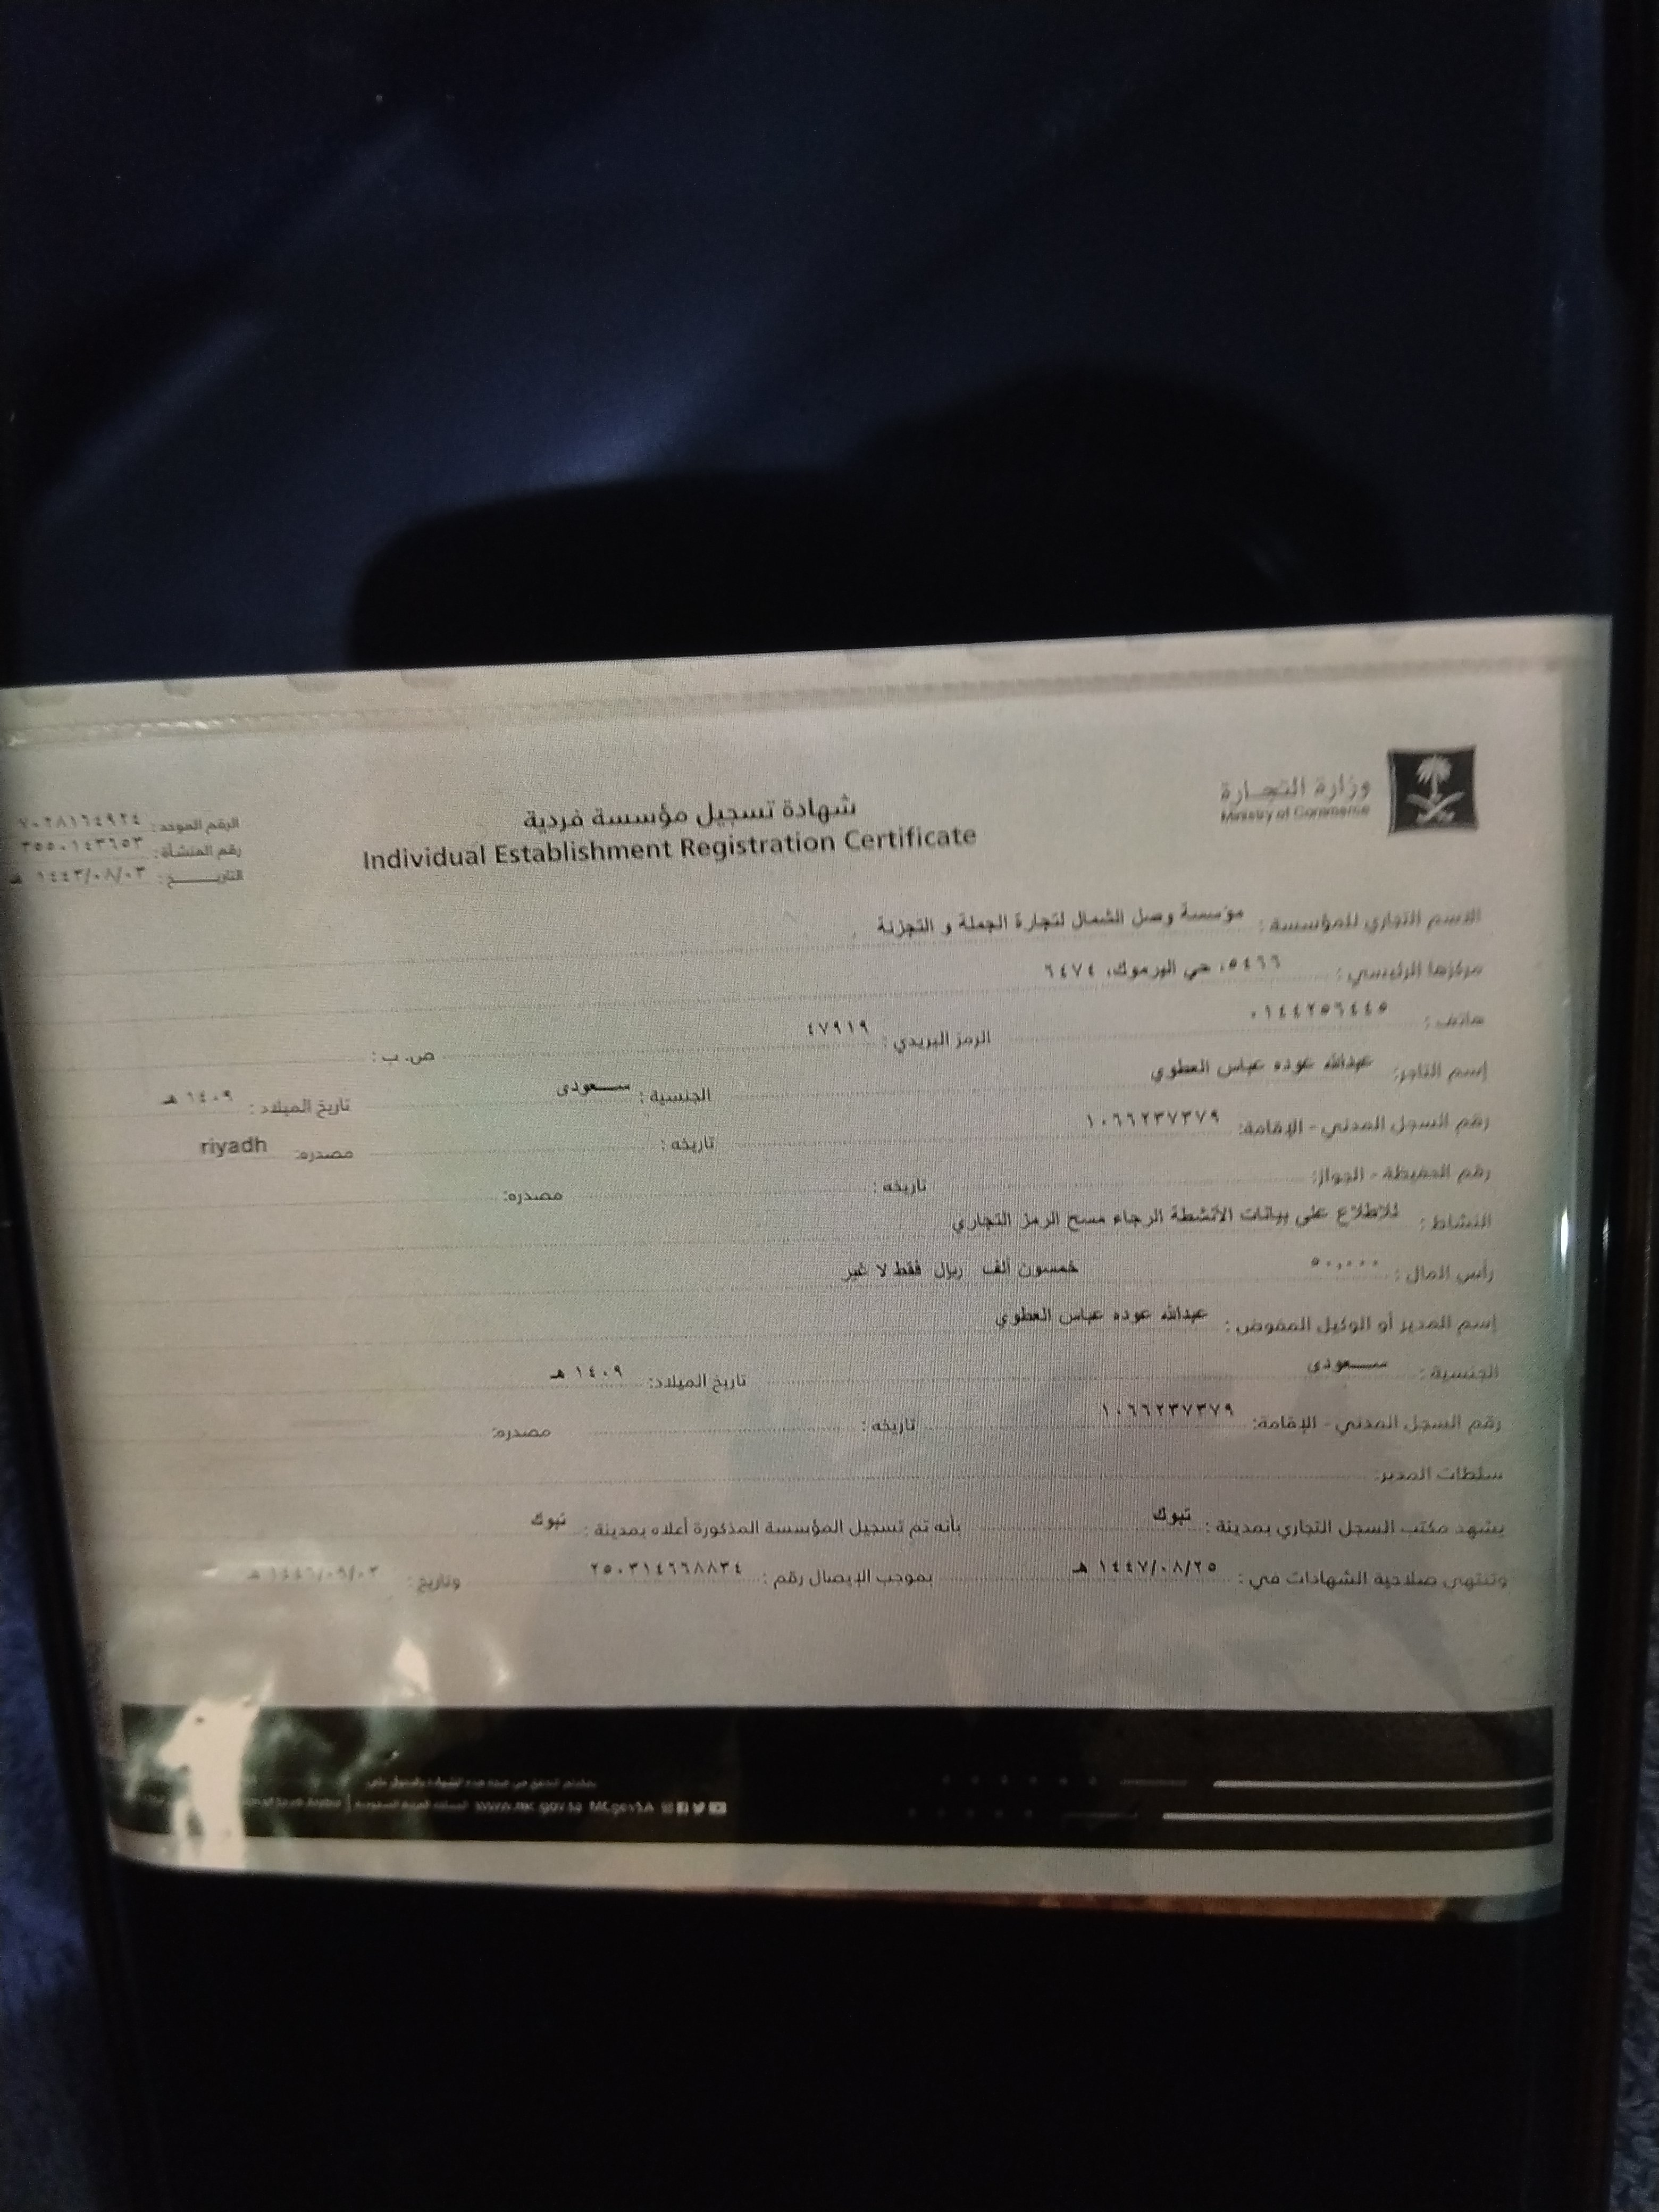 وزارة التجارة
Ministry of Commerce
شهادة تسجيل مؤسسة فردية
Individual Establishment Registration Certificate
الرقم الموحد: ٧٠٢٨١٦٤٩٢٤
رقم المنشأة: ٣٥٥٠١٤٣٦٥٣
التاريخ: ١٤٤٣/٠٨/٠٣ هـ
الاسم التجاري للمؤسسة: مؤسسة وصل الشمال لتجارة الجملة و التجزئة
مركزها الرئيسي: ٥٤٦٦، حي اليرموك، ٦٤٧٤
هاتف: ٠١٤٤٢٥٦٤٤٥ الرمز البريدي: ٤٧٩١٩ ص. ب:
إسم التاجر: عبدالله عوده عباس العطوي الجنسية: سعودى تاريخ الميلاد: ١٤٠٩ هـ
رقم السجل المدني - الإقامة: ١٠٦٦٢٣٧٣٧٩ تاريخه: مصدره: riyadh
رقم الحفيظة - الجواز: تاريخه: مصدره:
النشاط: للاطلاع على بيانات الأنشطة الرجاء مسح الرمز التجاري
رأس المال: ٥٠,٠٠٠ خمسون ألف ريال فقط لا غير
إسم المدير أو الوكيل المفوض: عبدالله عوده عباس العطوي
الجنسية: سعودى تاريخ الميلاد: ١٤٠٩ هـ
رقم السجل المدني - الإقامة: ١٠٦٦٢٣٧٣٧٩ تاريخه: مصدره:
سلطات المدير:
يشهد مكتب السجل التجاري بمدينة: تبوك بأنه تم تسجيل المؤسسة المذكورة أعلاه بمدينة: تبوك
وتنتهي صلاحية الشهادات في: ١٤٤٧/٠٨/٢٥ هـ بموجب الإيصال رقم: ٢٥٠٣١٤٦٦٨٨٣٤ وتاريخ:
المملكة العربية السعودية www.mc.gov.sa MCgovSA